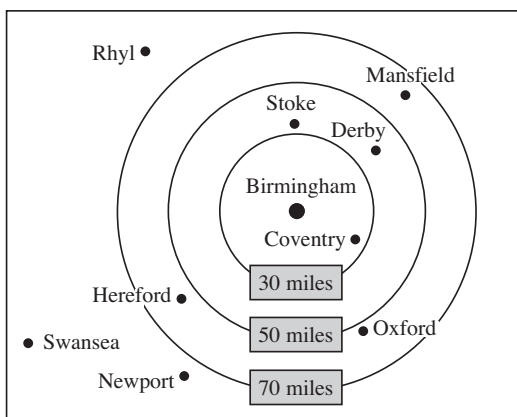 Rhyl
Mansfield
Stoke
Derby
Birmingham
Coventry
30 miles
Hereford
50 miles
Oxford
Swansea
Newport
70 miles